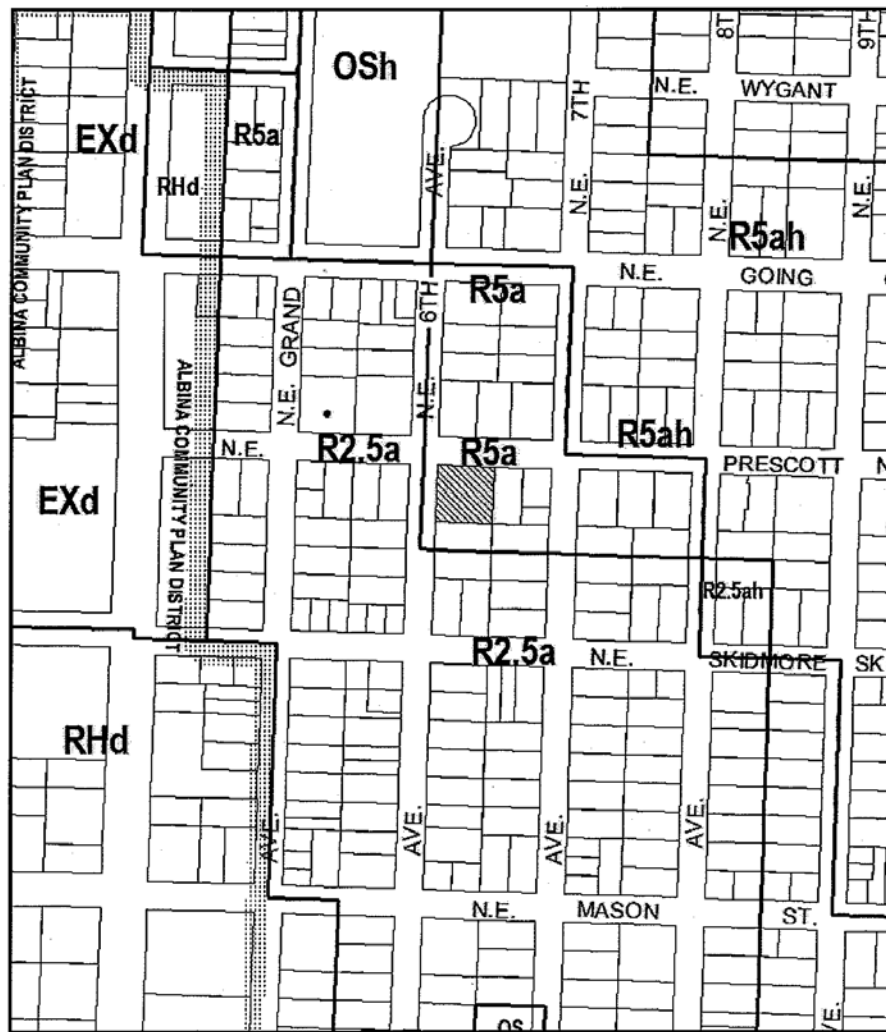 8T
9TH
OSh
N.E. WYGANT
7TH
ALBINA COMMUNITY PLAN DISTRICT
EXd
R5a
RHd
AVE.
N.E.
N.E.
N.E.
N.E.
R5ah
N.E. GOING
R5a
6TH
N.E. GRAND
N.E.
ALBINA COMMUNITY PLAN DISTRICT
N.E.
R2.5a
R5a
R5ah
PRESCOTT N
EXd
R2.5ah
R2.5a
N.E. SKIDMORE SK
RHd
AVE.
AVE.
AVE.
AVE.
N.E. MASON ST.
VE.
OS